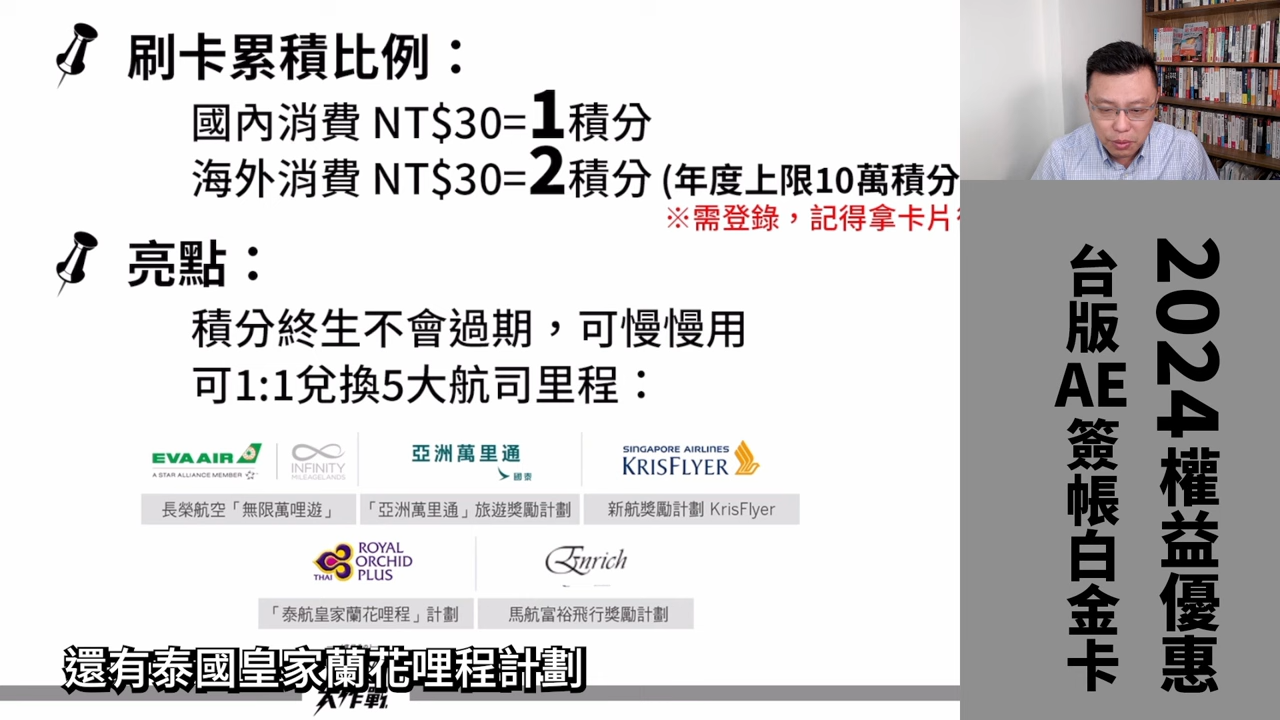 刷卡累積比例：
國內消費 NT$30=1積分
海外消費 NT$30=2積分 (年度上限10萬積分
※需登錄，記得拿卡片
亮點：
積分終生不會過期，可慢慢用
可1:1兌換5大航司里程：
EVA AIR
A STAR ALLIANCE MEMBER
INFINITY
MILEAGELANDS
亞洲萬里通
國泰
SINGAPORE AIRLINES
KRISFLYER
長榮航空「無限萬哩遊」
「亞洲萬里通」旅遊獎勵計劃
新航獎勵計劃 KrisFlyer
THAI
ROYAL
ORCHID
PLUS
Enrich
「泰航皇家蘭花哩程」計劃
馬航富裕飛行獎勵計劃
還有泰國皇家蘭花哩程計劃
大作戰
2024權益優惠
台版AE簽帳白金卡